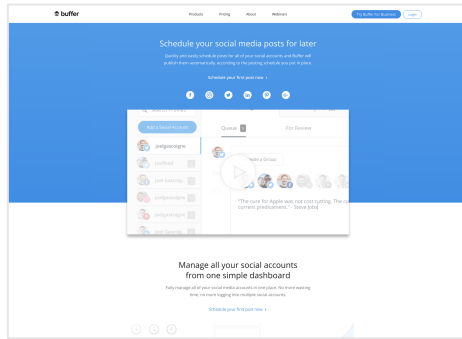 buffer
Products
Pricing
About
Webinars
Try Buffer For Business
Login
Schedule your social media posts for later
Quickly and easily schedule posts for all of your social accounts and Buffer will
publish them automatically, according to the posting schedule you put in place.
Schedule your first post now ›
Add a Social Account
joelgascoigne
joelgascoigne
Queue
For Review
Create a Group
"The cure for Apple was not cost cutting. The cu
current predicament." - Steve Jobs
Manage all your social accounts
from one simple dashboard
Fully manage all of your social media accounts in one place. No more wasting
time, no more logging into multiple social accounts.
Schedule your first post now ›